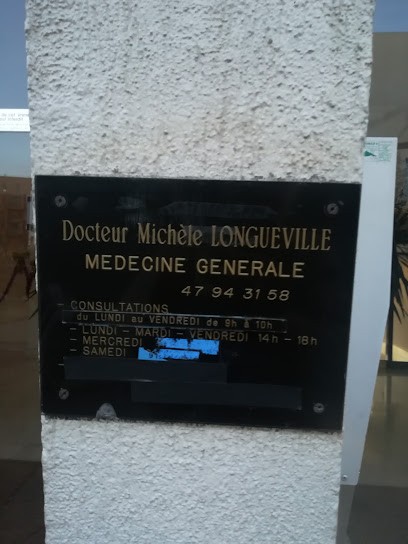 Docteur Michèle LONGUEVILLE
MEDECINE GENERALE
47 94 31 58
- CONSULTATIONS
du LUNDI au VENDREDI de 9h à 10h
- LUNDI - MARDI - VENDREDI 14h - 18h
- MERCREDI
- SAMEDI
-